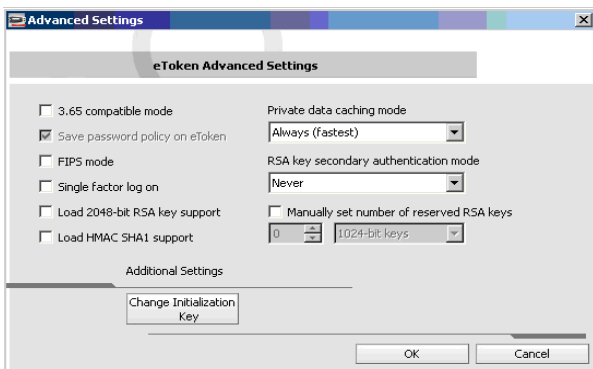 Advanced Settings
eToken Advanced Settings
3.65 compatible mode
Save password policy on eToken
FIPS mode
Single factor log on
Load 2048-bit RSA key support
Load HMAC SHA1 support
Private data caching mode
Always (fastest)
RSA key secondary authentication mode
Never
Manually set number of reserved RSA keys
0 1024-bit keys
Additional Settings
Change Initialization
Key
OK Cancel